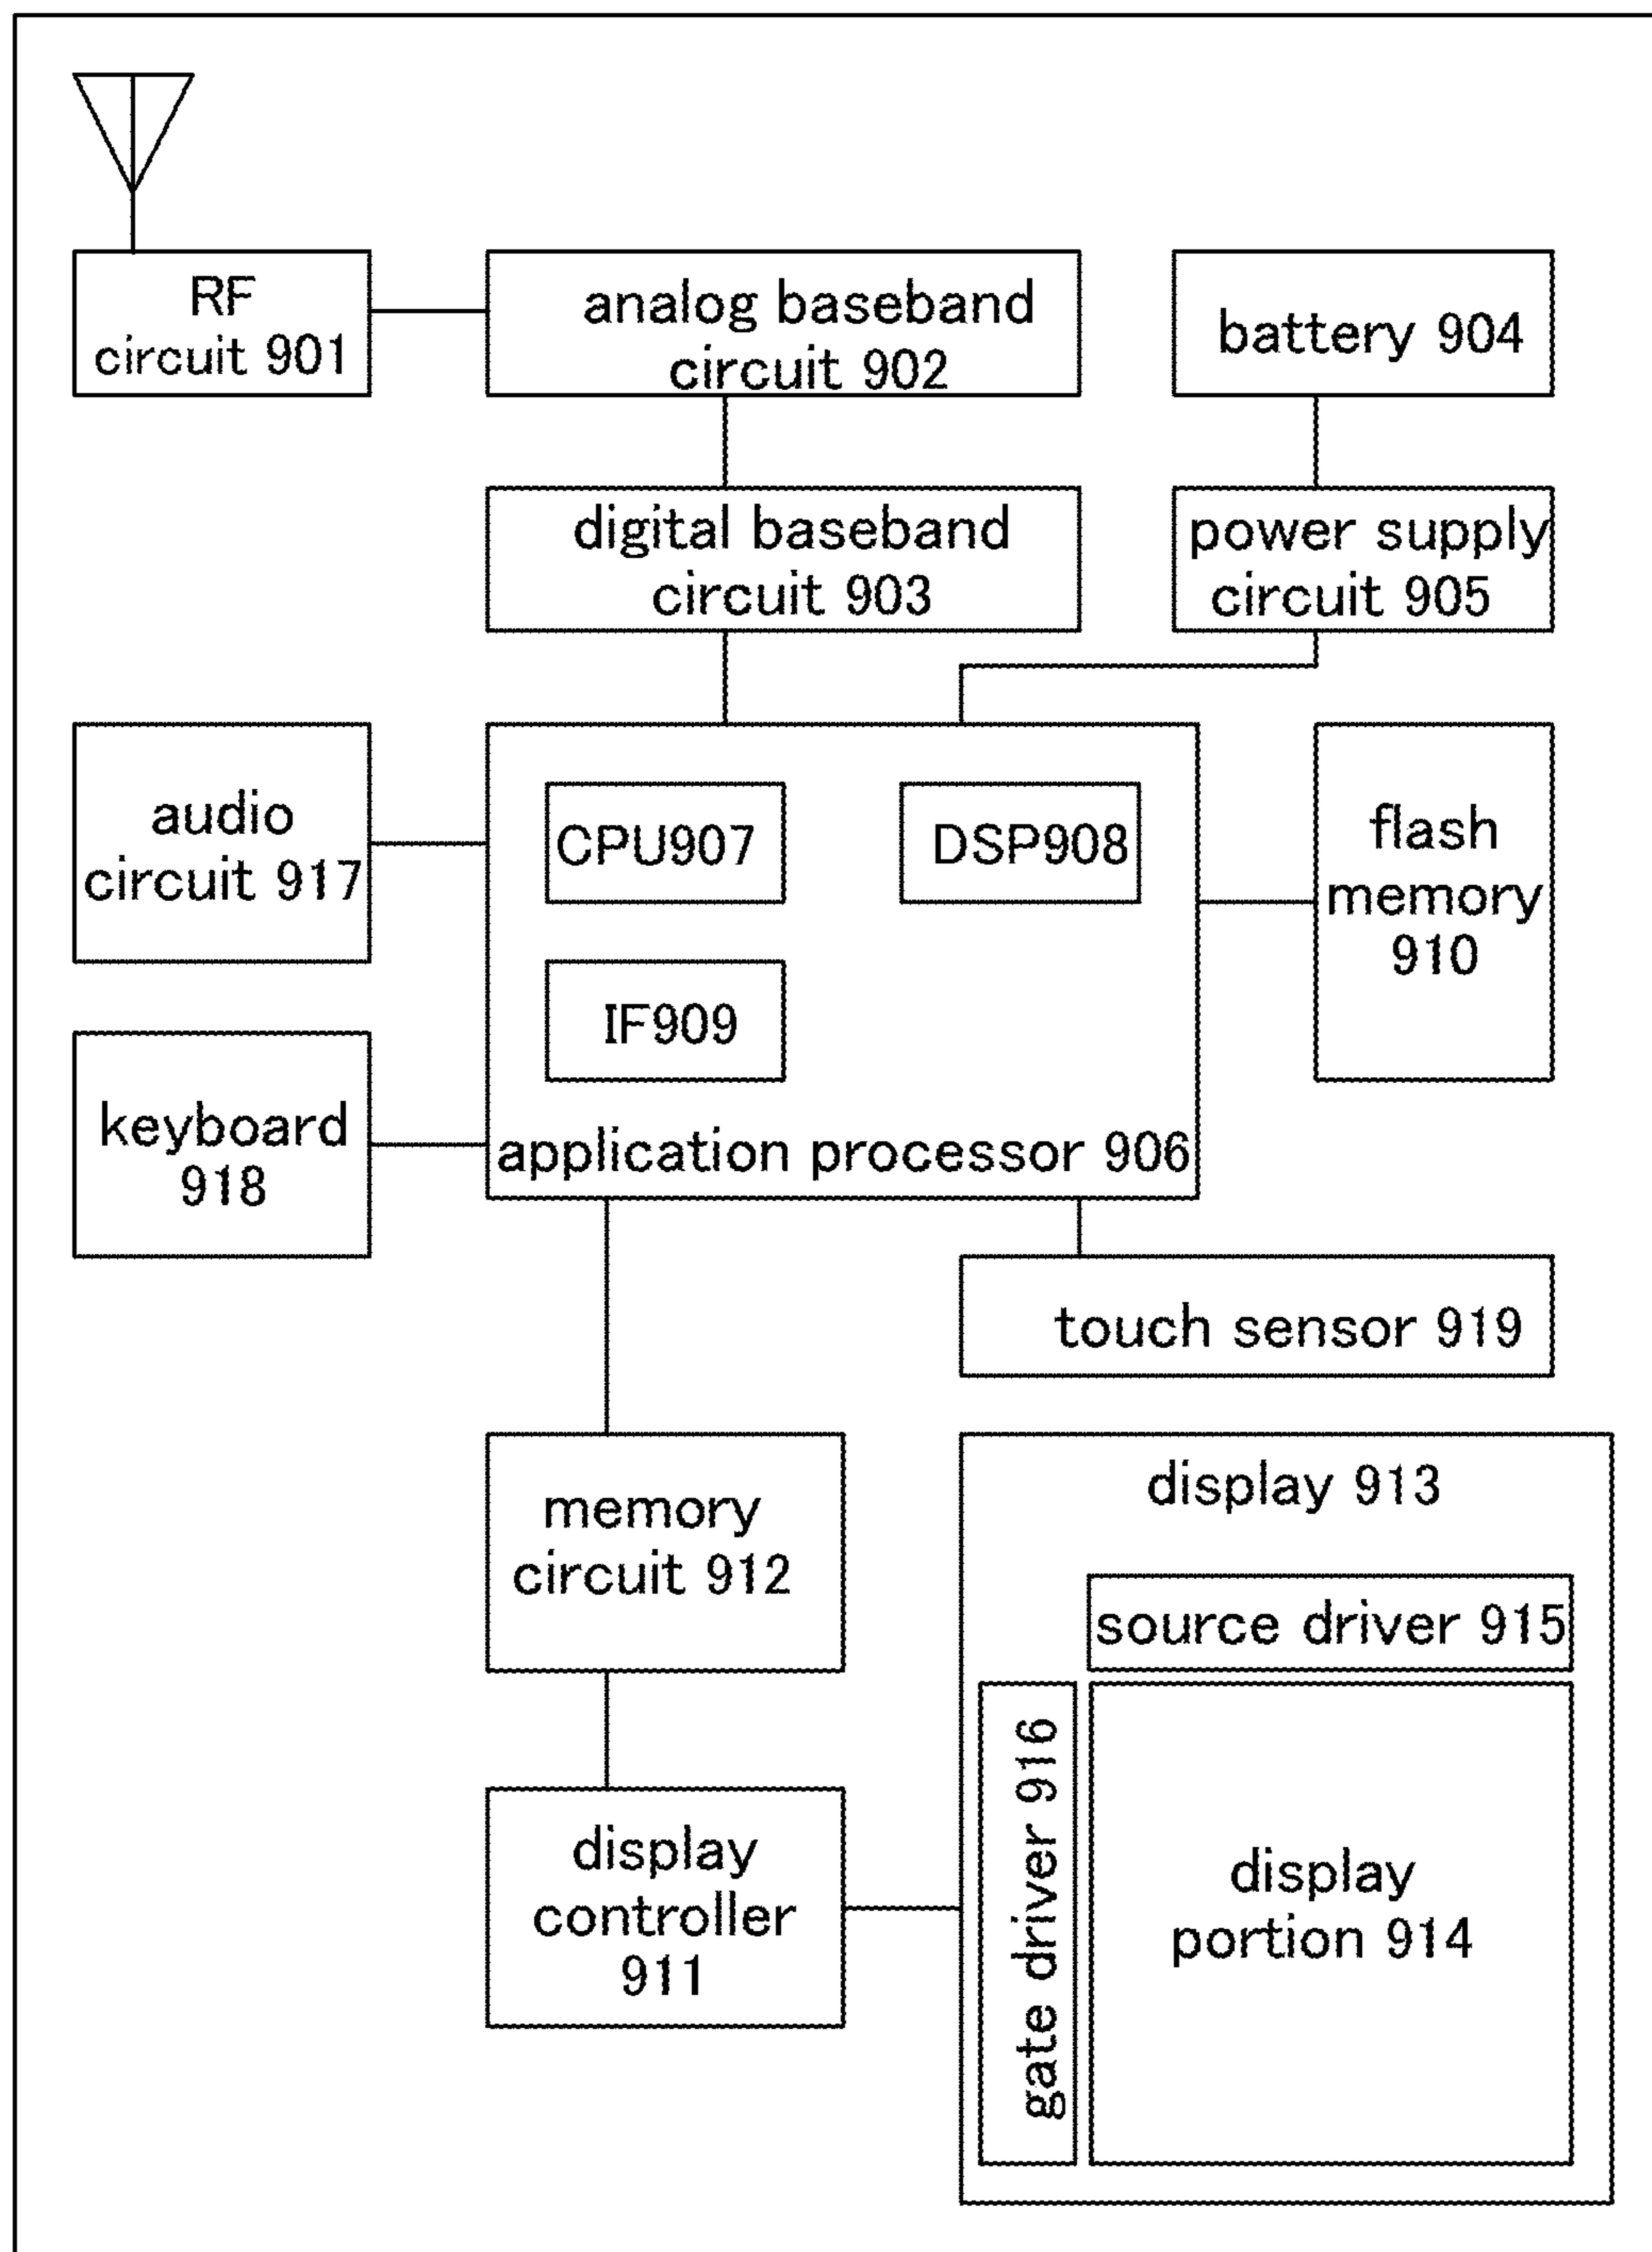 RF
circuit 901
analog baseband
circuit 902
battery 904
digital baseband
circuit 903
power supply
circuit 905
audio
circuit 917
CPU907
DSP908
flash
memory
910
IF909
keyboard
918
application processor 906
touch sensor 919
memory
circuit 912
display 913
source driver 915
gate driver 916
display
portion 914
display
controller
911